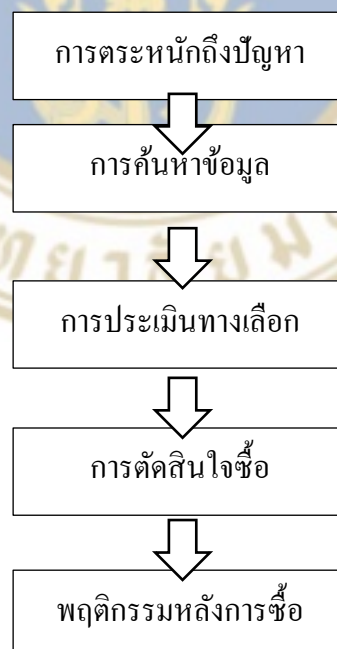 การตระหนักถึงปัญหา
การค้นหาข้อมูล
การประเมินทางเลือก
การตัดสินใจซื้อ
พฤติกรรมหลังการซื้อ